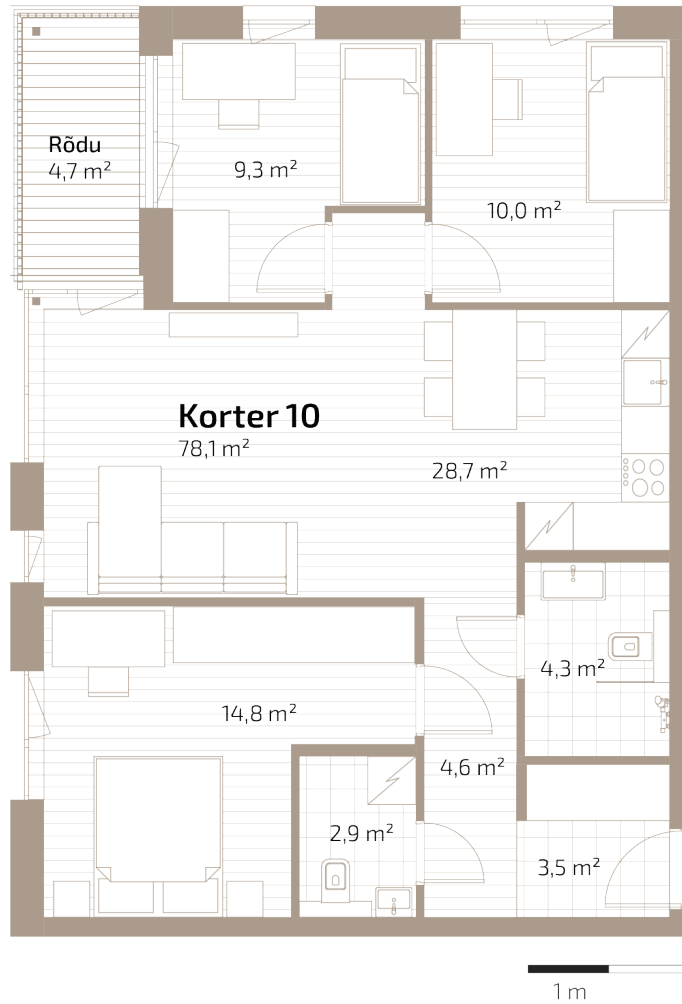 Rõdu
4,7 m²
9,3 m²
10,0 m²
Korter 10
78,1 m²
28,7 m²
4,3 m²
14,8 m²
4,6 m²
2,9 m²
3,5 m²
1 m